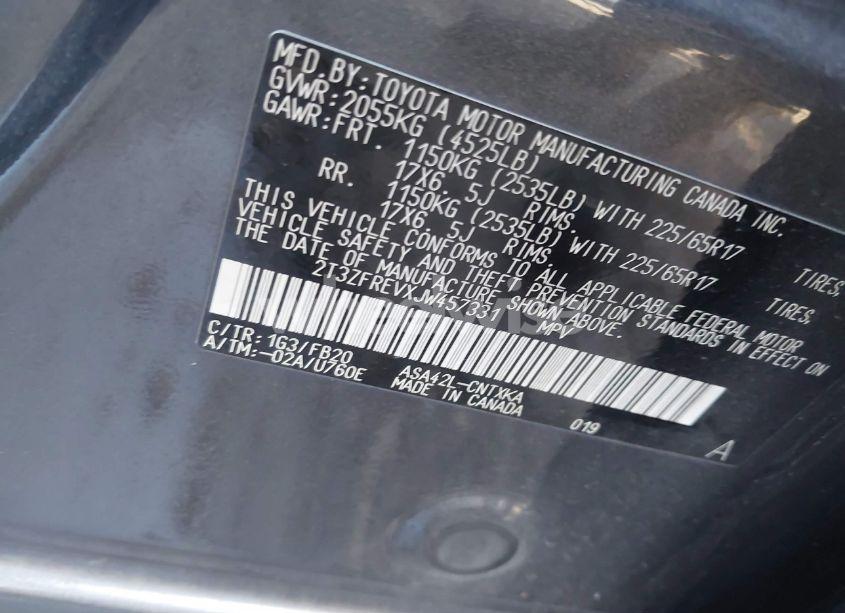 MFD.BY:TOYOTA MOTOR MANUFACTURING CANADA INC.
GVWR:2055KG (4525LB)
GAWR:FRT. 1150KG (2535LB) WITH 225/65R17 TIRES,
17X6. 5J RIMS.
RR. 1150KG (2535LB) WITH 225/65R17 TIRES,
17X6. 5J RIMS
THIS VEHICLE CONFORMS TO ALL APPLICABLE FEDERAL MOTOR
VEHICLE SAFETY AND THEFT PREVENTION STANDARDS IN EFFECT ON
THE DATE OF MANUFACTURE SHOWN ABOVE.
2T3ZFREVXJW457331 MPV
C/TR:1G3/FB20 ASA42L-CNTXKA
A/TM:-02A/U760E MADE IN CANADA
019 A